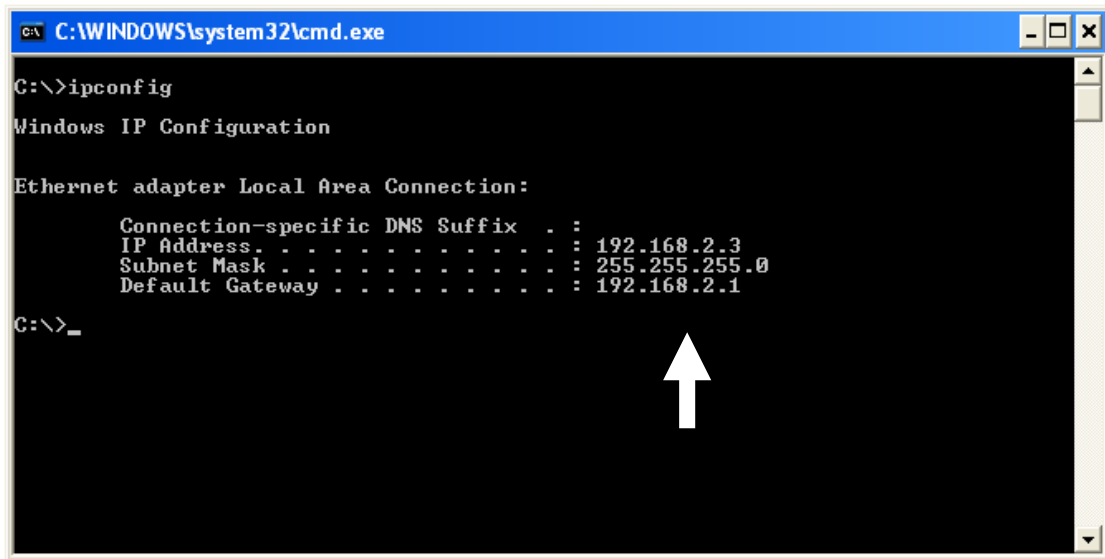 C:\WINDOWS\system32\cmd.exe
C:\>ipconfig
Windows IP Configuration
Ethernet adapter Local Area Connection:
Connection-specific DNS Suffix . :
IP Address. . . . . . . . . . . . : 192.168.2.3
Subnet Mask . . . . . . . . . . . : 255.255.255.0
Default Gateway . . . . . . . . . : 192.168.2.1
C:\>_